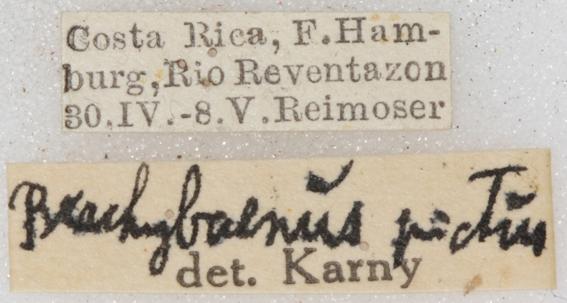 Costa Rica, F. Ham-
burg, Rio Reventazon
30.IV.-8.V. Reimoser
Brachybaenus pictus
det. Karny